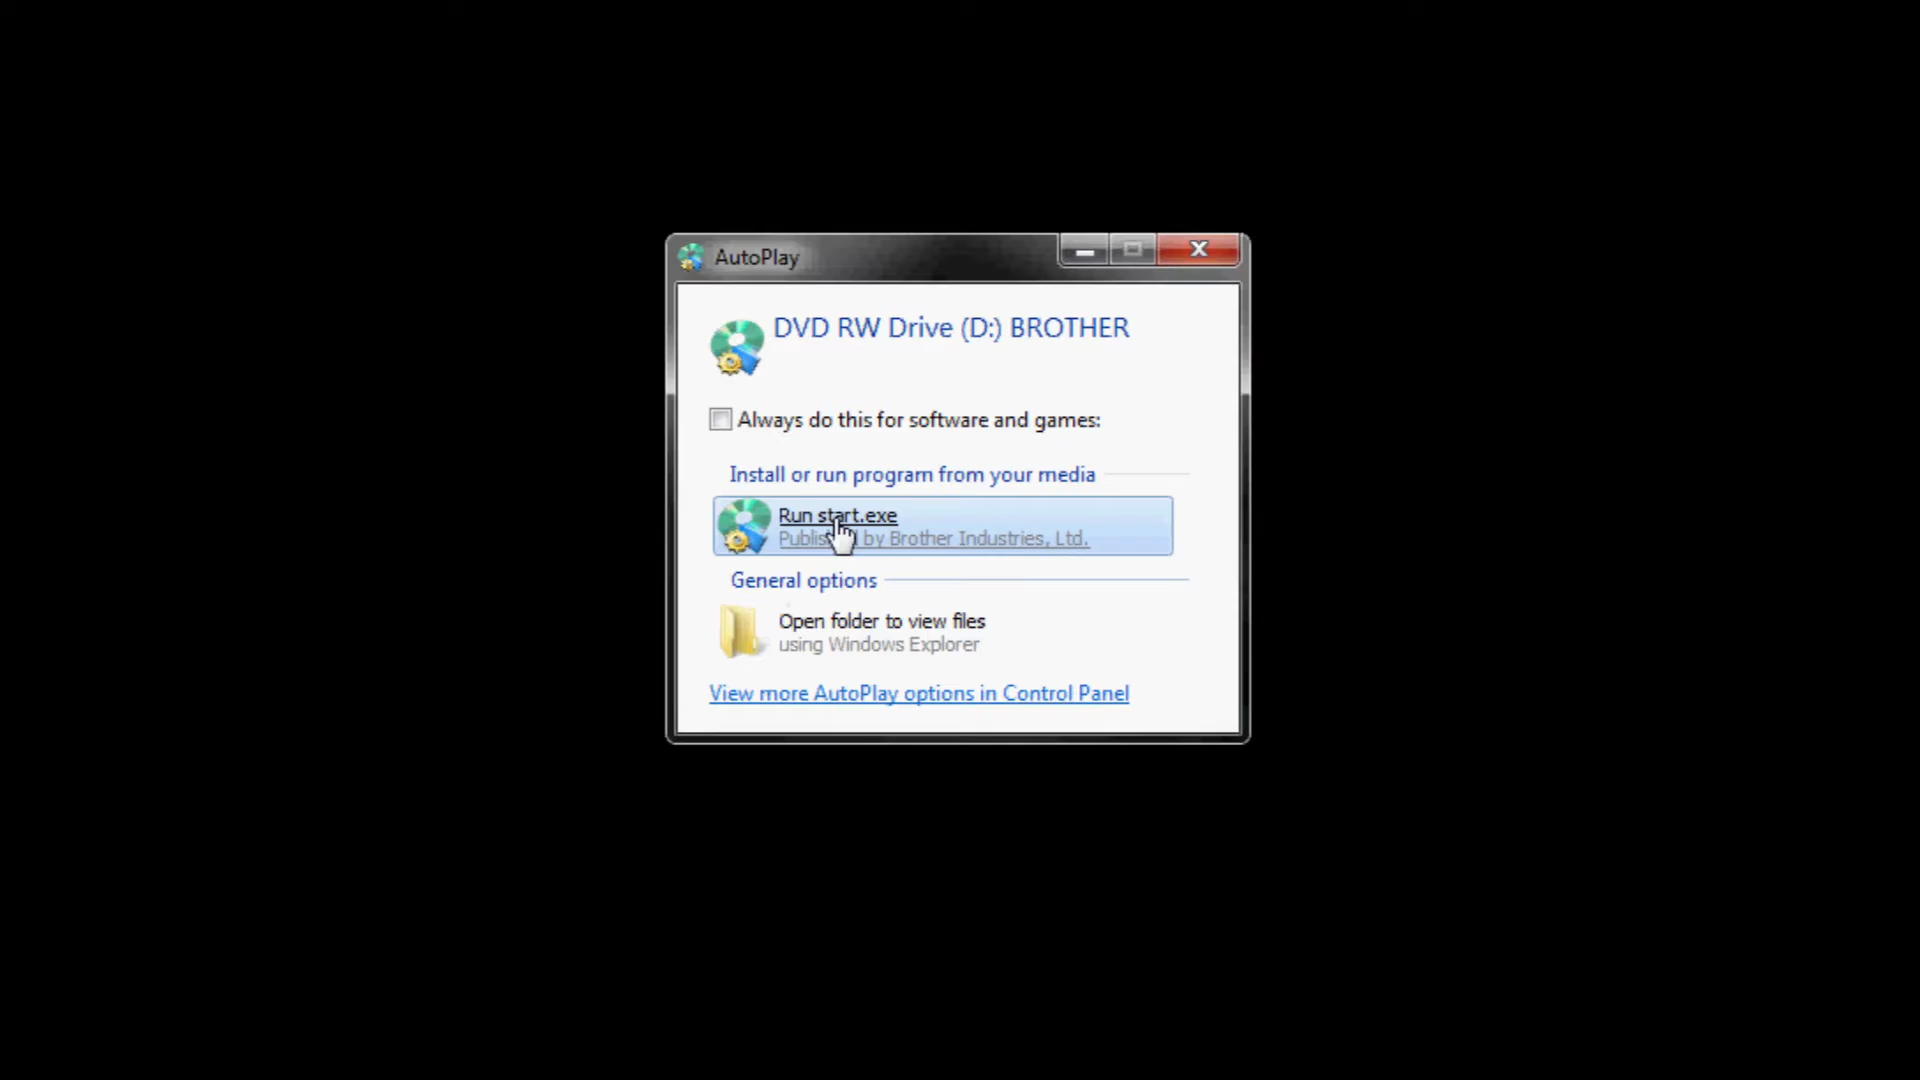 AutoPlay
DVD RW Drive (D:) BROTHER
Always do this for software and games:
Install or run program from your media
Run start.exe
Published by Brother Industries, Ltd.
General options
Open folder to view files
using Windows Explorer
View more AutoPlay options in Control Panel